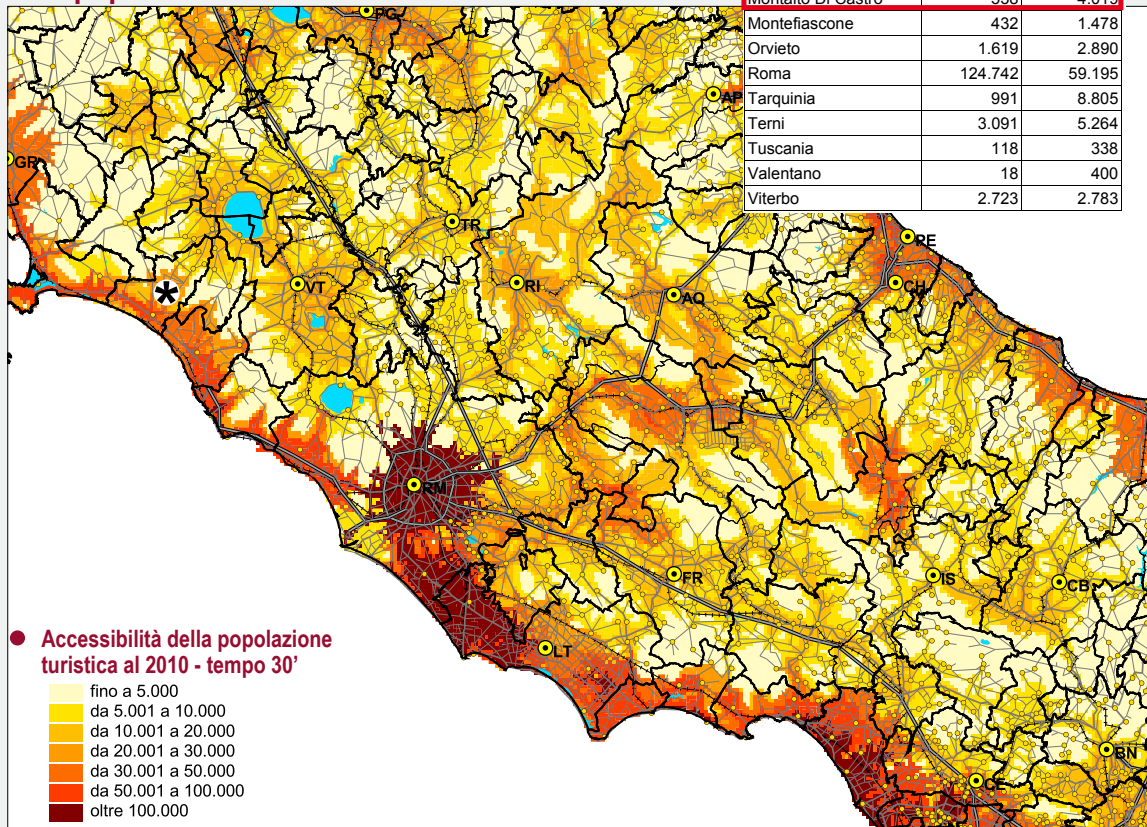 Montefiascone 432 1.478
Orvieto 1.619 2.890
Roma 124.742 59.195
Tarquinia 991 8.805
Terni 3.091 5.264
Tuscania 118 338
Valentano 18 400
Viterbo 2.723 2.783
PG
AP
GR
TR
PE
VT
RI
AQ
CH
*
RM
FR
IS
CB
LT
BN
CE
Accessibilità della popolazione
turistica al 2010 - tempo 30’
fino a 5.000
da 5.001 a 10.000
da 10.001 a 20.000
da 20.001 a 30.000
da 30.001 a 50.000
da 50.001 a 100.000
oltre 100.000